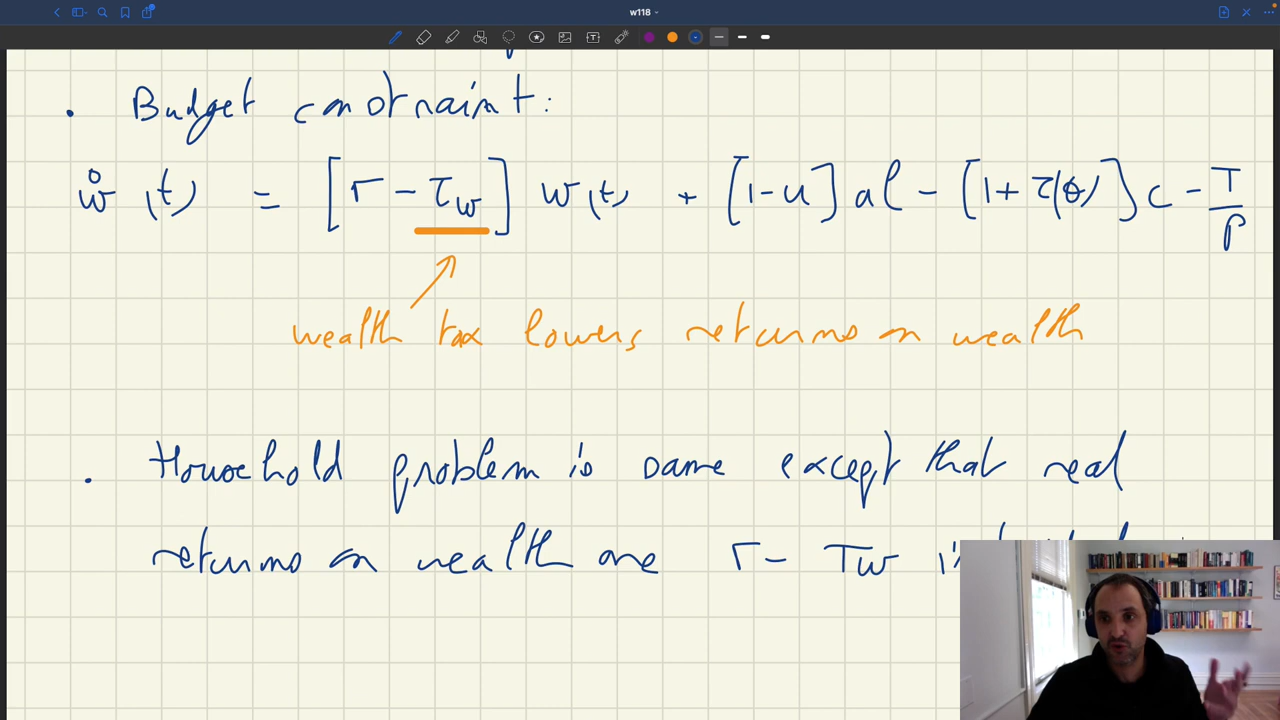 w118
. Budget constraint:
ẇ(t) = [r - τw] w(t) + [1-u] al - [1+τ(θ)] c - T/P
wealth tax lowers returns on wealth
. Household problem is same except that real
returns on wealth are r - τw